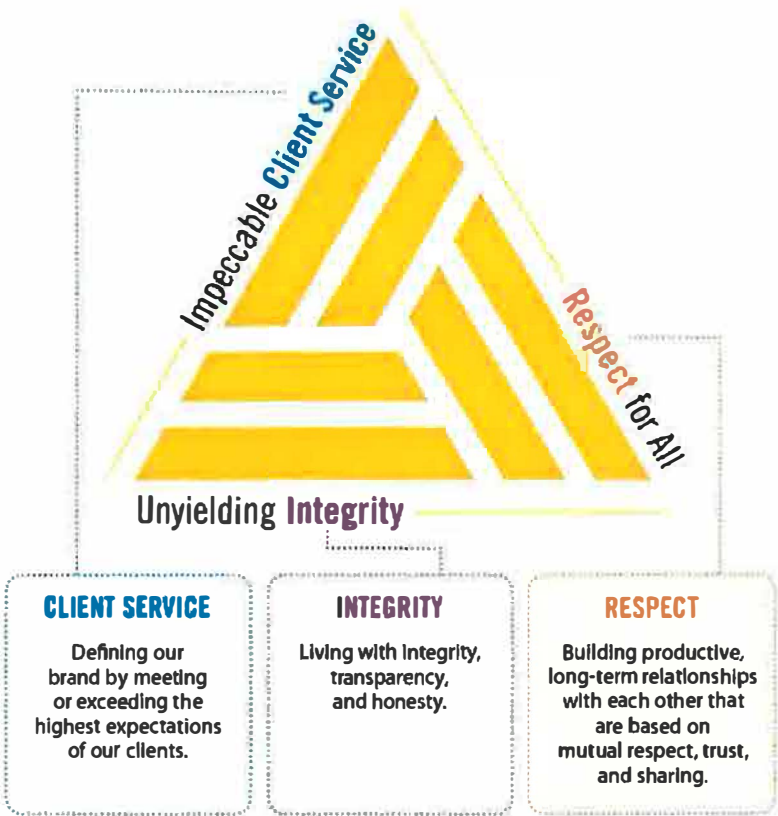 Impeccable Client Service
Respect for All
Unyielding Integrity
CLIENT SERVICE
Defining our
brand by meeting
or exceeding the
highest expectations
of our clients.
INTEGRITY
Living with integrity,
transparency,
and honesty.
RESPECT
Building productive,
long-term relationships
with each other that
are based on
mutual respect, trust,
and sharing.